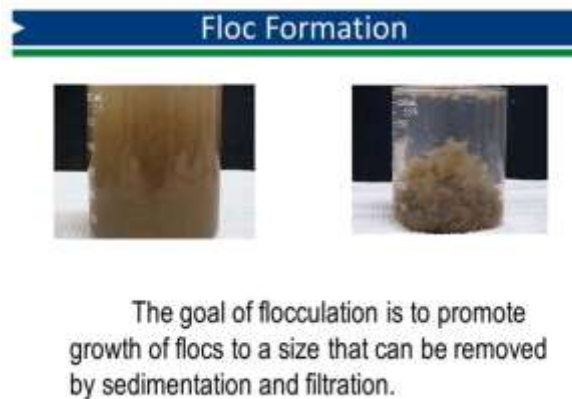 Floc Formation
The goal of flocculation is to promote
growth of flocs to a size that can be removed
by sedimentation and filtration.